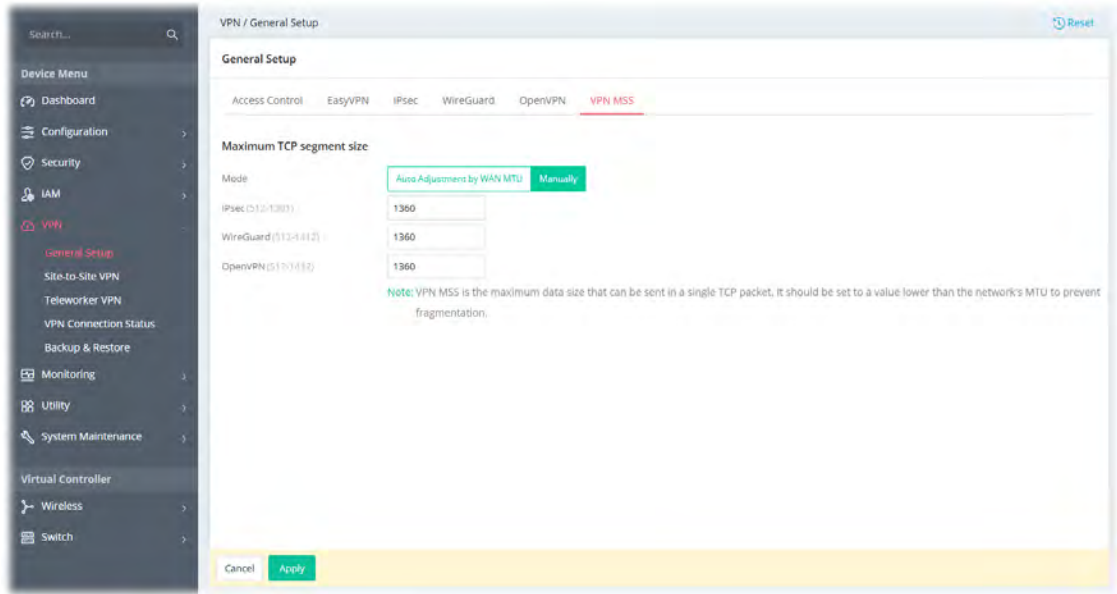 Search...
VPN / General Setup
Reset
General Setup
Device Menu
Dashboard
Configuration
Security
IAM
VPN
General Setup
Site-to-Site VPN
Teleworker VPN
VPN Connection Status
Backup & Restore
Monitoring
Utility
System Maintenance
Virtual Controller
Wireless
Switch
Access Control EasyVPN IPsec WireGuard OpenVPN VPN MSS
Maximum TCP segment size
Mode Auto Adjustment by WAN MTU Manually
IPsec 1360
WireGuard (512-1412) 1360
OpenVPN (512-1412) 1360
Note: VPN MSS is the maximum data size that can be sent in a single TCP packet, It should be set to a value lower than the network's MTU to prevent
fragmentation.
Cancel Apply